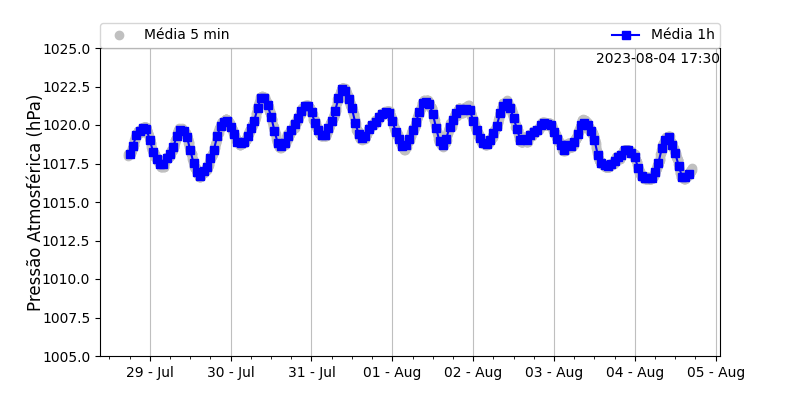 Média 5 min
Média 1h
2023-08-04 17:30
Pressão Atmosférica (hPa)
1025.0
1022.5
1020.0
1017.5
1015.0
1012.5
1010.0
1007.5
1005.0
29 - Jul
30 - Jul
31 - Jul
01 - Aug
02 - Aug
03 - Aug
04 - Aug
05 - Aug